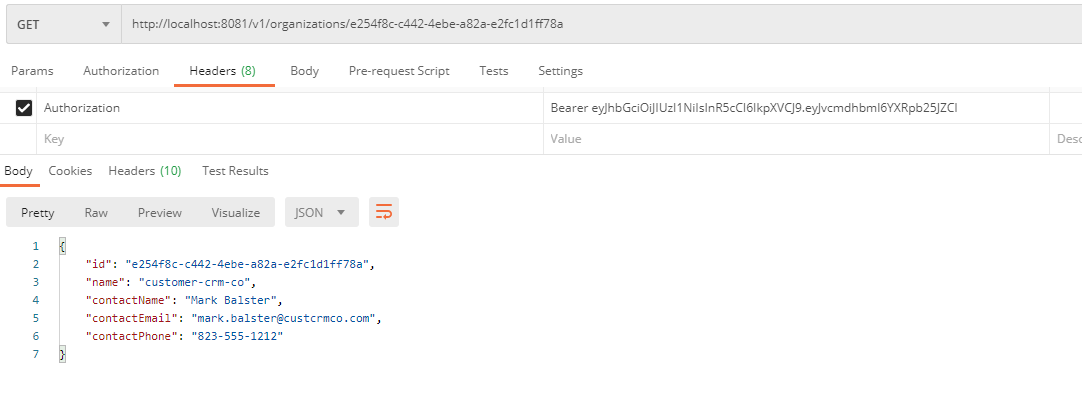 GET http://localhost:8081/v1/organizations/e254f8c-c442-4ebe-a82a-e2fc1d1ff78a
Params Authorization Headers (8) Body Pre-request Script Tests Settings
Authorization Bearer eyJhbGciOiJIUzI1NiIsInR5cCI6IkpXVCJ9.eyJvcmdhbml6YXRpb25JZCI
Key Value Desc
Body Cookies Headers (10) Test Results
Pretty Raw Preview Visualize JSON
1 {
2 "id": "e254f8c-c442-4ebe-a82a-e2fc1d1ff78a",
3 "name": "customer-crm-co",
4 "contactName": "Mark Balster",
5 "contactEmail": "mark.balster@custcrmco.com",
6 "contactPhone": "823-555-1212"
7 }